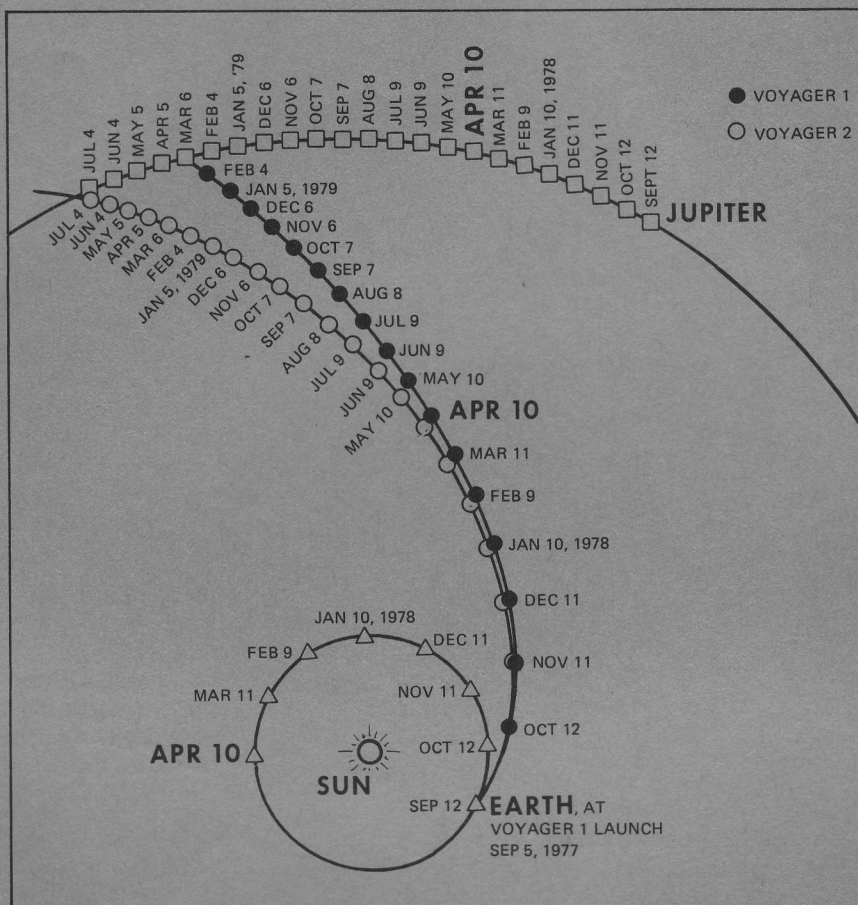 JUL 4
JUN 4
MAY 5
APR 5
MAR 6
FEB 4
JAN 5, '79
DEC 6
NOV 6
OCT 7
SEP 7
AUG 8
JUL 9
JUN 9
MAY 10
APR 10
MAR 11
FEB 9
JAN 10, 1978
DEC 11
NOV 11
OCT 12
SEPT 12
JUPITER
VOYAGER 1
VOYAGER 2
FEB 4
JAN 5, 1979
DEC 6
NOV 6
OCT 7
SEP 7
AUG 8
JUL 9
JUN 9
MAY 10
APR 10
MAR 11
FEB 9
JAN 10, 1978
DEC 11
NOV 11
OCT 12
JUL 4
JUN 4
MAY 5
APR 5
MAR 6
FEB 4
JAN 5, 1979
DEC 6
NOV 6
OCT 7
SEP 7
AUG 8
JUL 9
JUN 9
MAY 10
JAN 10, 1978
FEB 9
DEC 11
MAR 11
NOV 11
APR 10
OCT 12
SUN
SEP 12
EARTH, AT
VOYAGER 1 LAUNCH
SEP 5, 1977